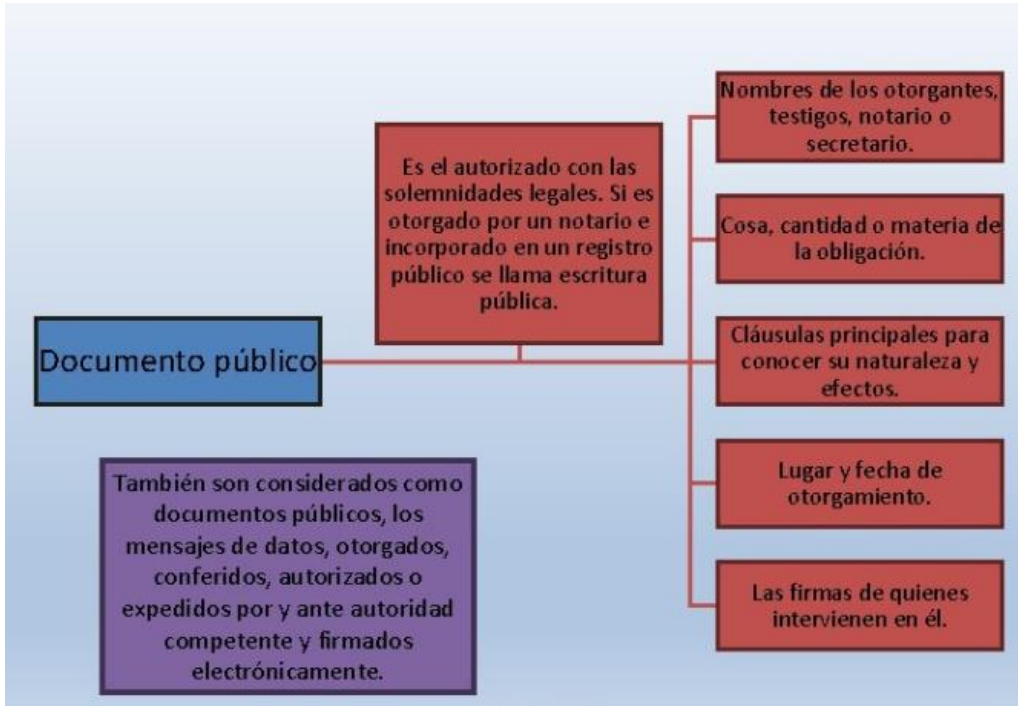 Documento público
Es el autorizado con las
solemnidades legales. Si es
otorgado por un notario e
incorporado en un registro
público se llama escritura
pública.
Nombres de los otorgantes,
testigos, notario o
secretario.
Cosa, cantidad o materia de
la obligación.
Cláusulas principales para
conocer su naturaleza y
efectos.
Lugar y fecha de
otorgamiento.
Las firmas de quienes
intervienen en él.
También son considerados como
documentos públicos, los
mensajes de datos, otorgados,
conferidos, autorizados o
expedidos por y ante autoridad
competente y firmados
electrónicamente.